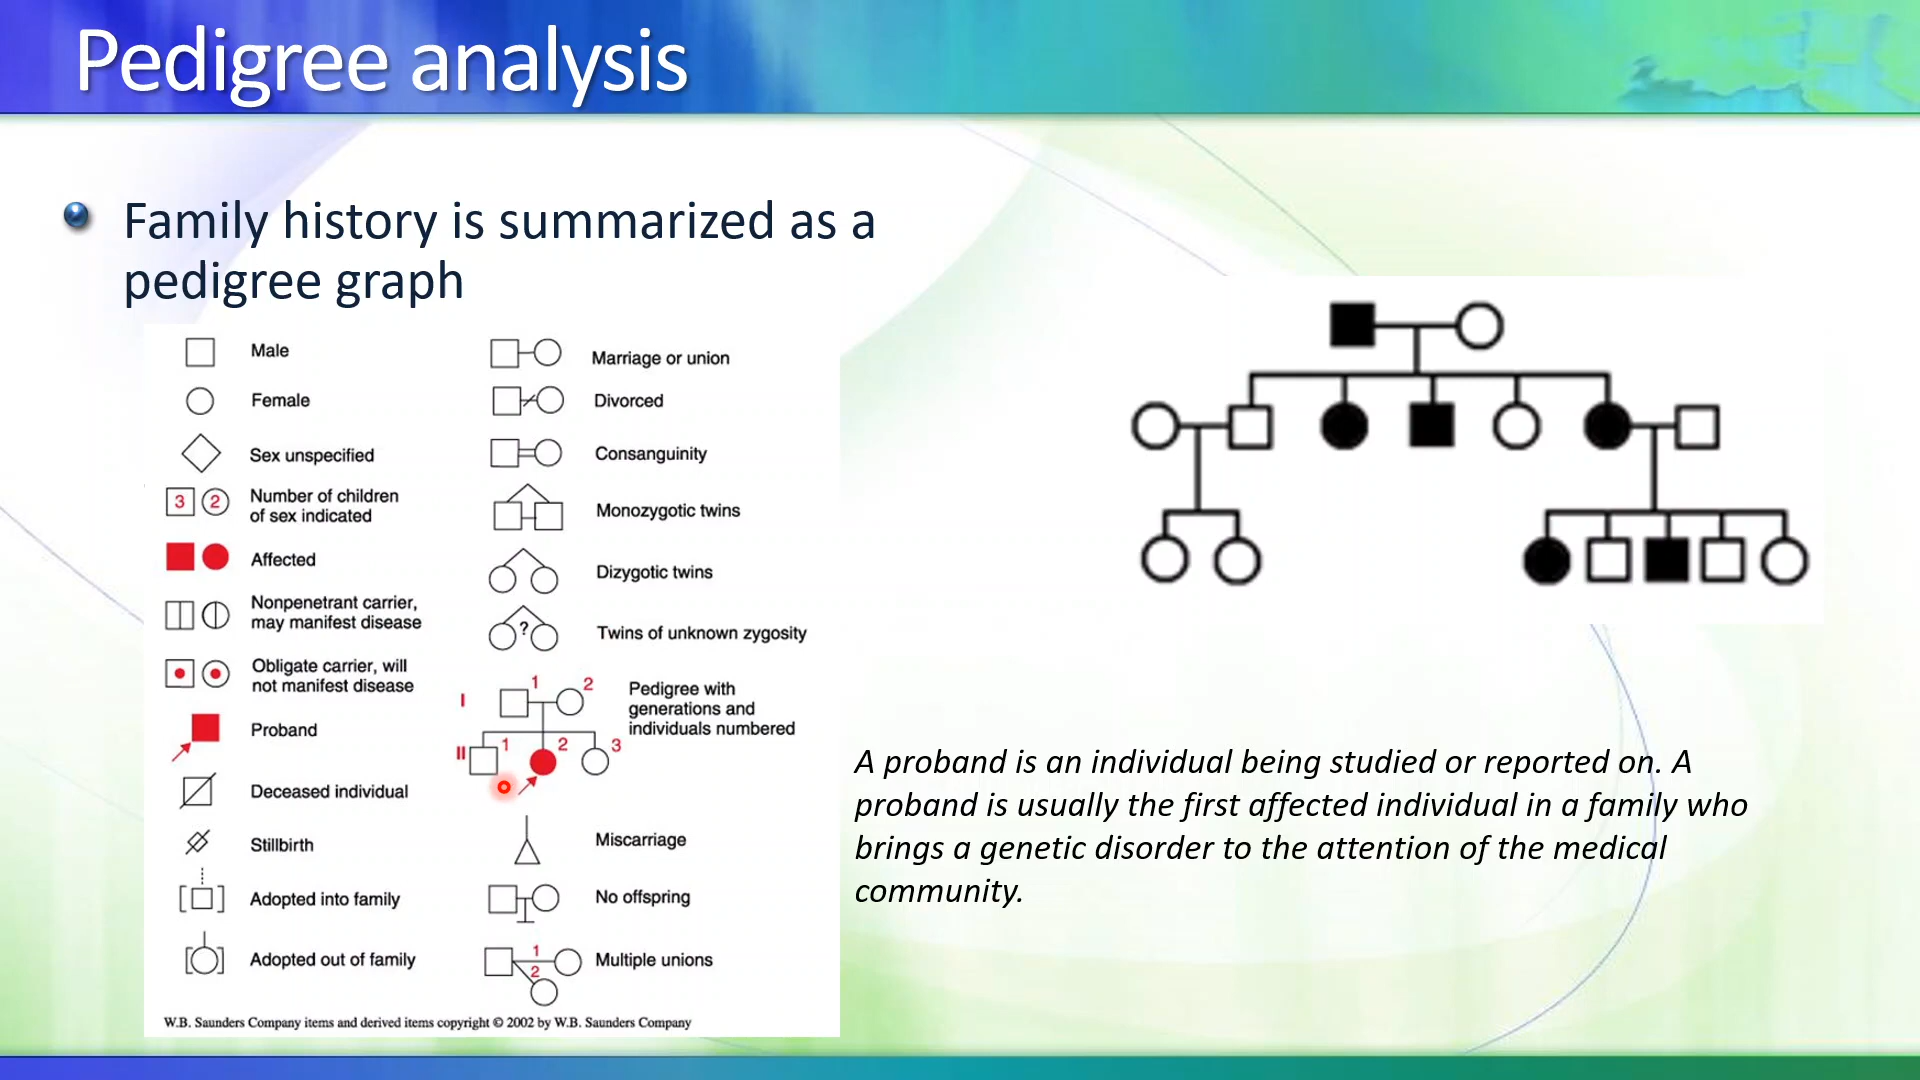 Pedigree analysis
Family history is summarized as a
pedigree graph
Male
Female
Sex unspecified
3 2 Number of children
of sex indicated
Affected
Nonpenetrant carrier,
may manifest disease
Obligate carrier, will
not manifest disease
Proband
Deceased individual
Stillbirth
Adopted into family
Adopted out of family
Marriage or union
Divorced
Consanguinity
Monozygotic twins
Dizygotic twins
? Twins of unknown zygosity
I 1 2
II 1 2 3
Pedigree with
generations and
individuals numbered
Miscarriage
No offspring
1
2
Multiple unions
W.B. Saunders Company items and derived items copyright © 2002 by W.B. Saunders Company
A proband is an individual being studied or reported on. A
proband is usually the first affected individual in a family who
brings a genetic disorder to the attention of the medical
community.